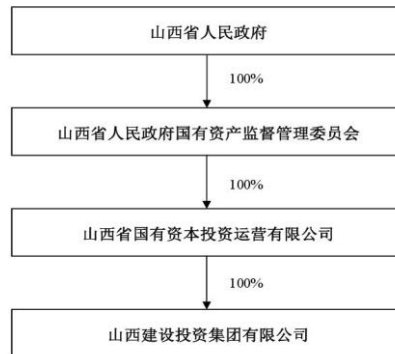 山西省人民政府
100%
山西省人民政府国有资产监督管理委员会
100%
山西省国有资本投资运营有限公司
100%
山西建设投资集团有限公司